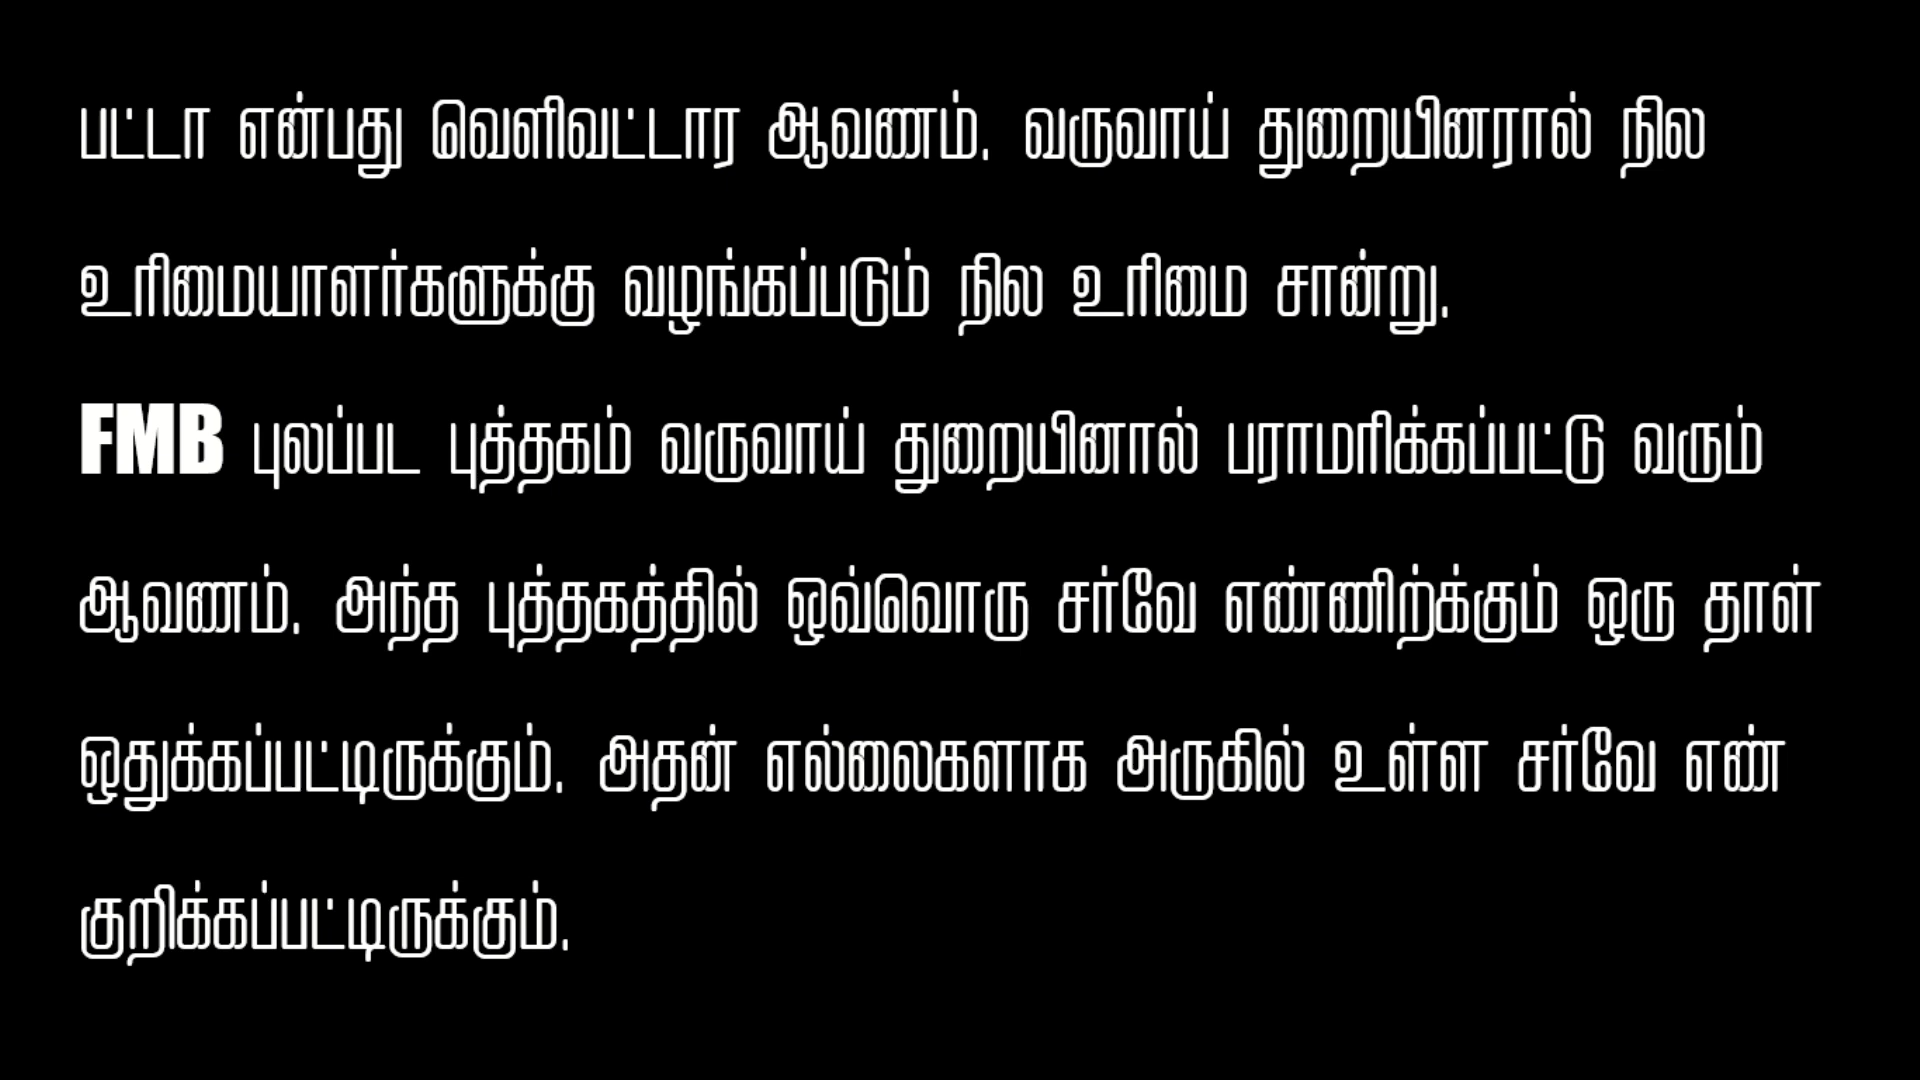 பட்டா என்பது வெளிவட்டார ஆவணம். வருவாய் துறையினரால் நில
உரிமையாளர்களுக்கு வழங்கப்படும் நில உரிமை சான்று.
FMB புலப்பட புத்தகம் வருவாய் துறையினால் பராமரிக்கப்பட்டு வரும்
ஆவணம். அந்த புத்தகத்தில் ஒவ்வொரு சர்வே எண்ணிற்க்கும் ஒரு தாள்
ஒதுக்கப்பட்டிருக்கும். அதன் எல்லைகளாக அருகில் உள்ள சர்வே எண்
குறிக்கப்பட்டிருக்கும்.